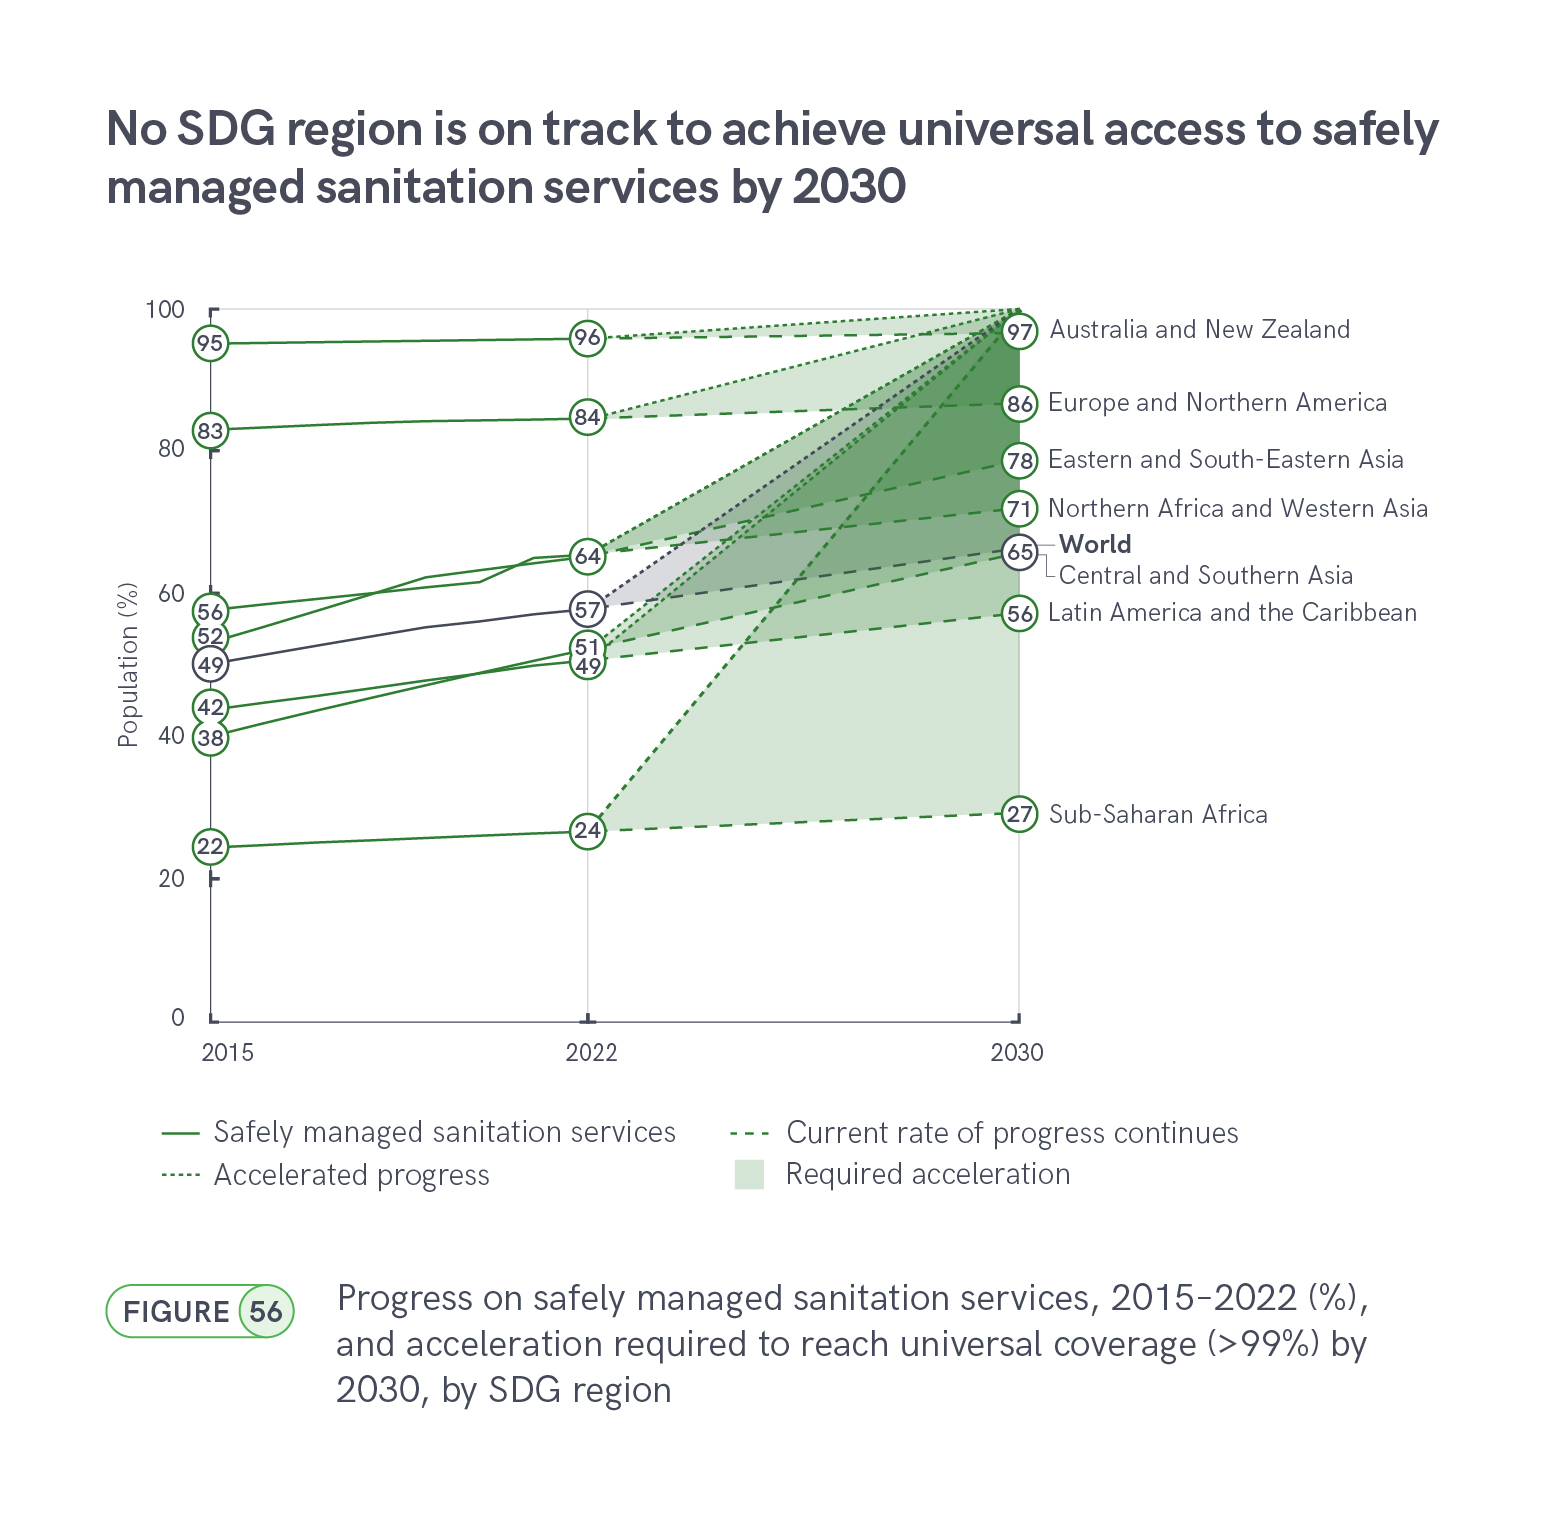 No SDG region is on track to achieve universal access to safely
managed sanitation services by 2030
100
80
60
40
20
0
Population (%)
95
83
56
52
49
42
38
22
96
84
64
57
51
49
24
97
86
78
71
65
56
27
Australia and New Zealand
Europe and Northern America
Eastern and South-Eastern Asia
Northern Africa and Western Asia
World
Central and Southern Asia
Latin America and the Caribbean
Sub-Saharan Africa
2015
2022
2030
Safely managed sanitation services
Current rate of progress continues
Accelerated progress
Required acceleration
FIGURE 56
Progress on safely managed sanitation services, 2015–2022 (%),
and acceleration required to reach universal coverage (>99%) by
2030, by SDG region